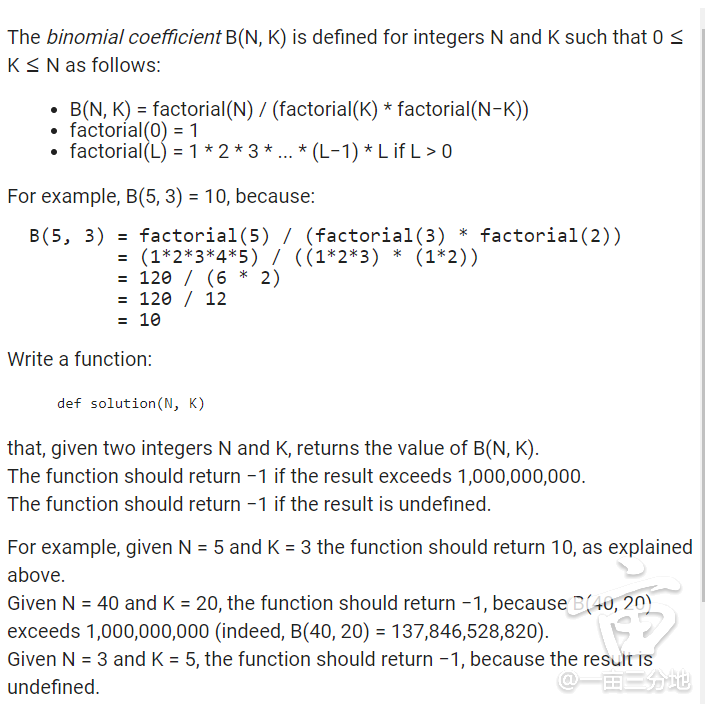 The binomial coefficient B(N, K) is defined for integers N and K such that 0 ≤
K ≤ N as follows:
• B(N, K) = factorial(N) / (factorial(K) * factorial(N−K))
• factorial(0) = 1
• factorial(L) = 1 * 2 * 3 * ... * (L−1) * L if L > 0
For example, B(5, 3) = 10, because:
B(5, 3) = factorial(5) / (factorial(3) * factorial(2))
= (1*2*3*4*5) / ((1*2*3) * (1*2))
= 120 / (6 * 2)
= 120 / 12
= 10
Write a function:
def solution(N, K)
that, given two integers N and K, returns the value of B(N, K).
The function should return −1 if the result exceeds 1,000,000,000.
The function should return −1 if the result is undefined.
For example, given N = 5 and K = 3 the function should return 10, as explained
above.
Given N = 40 and K = 20, the function should return −1, because B(40, 20)
exceeds 1,000,000,000 (indeed, B(40, 20) = 137,846,528,820).
Given N = 3 and K = 5, the function should return −1, because the result is
undefined.
亩
@一亩三分地